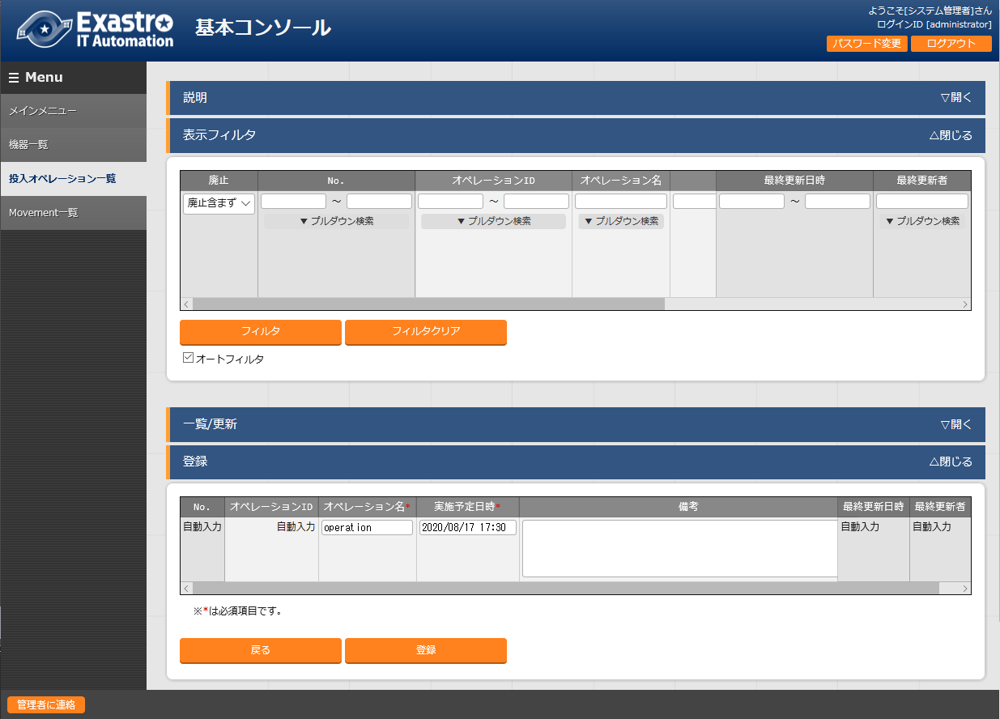 Exastro
IT Automation
基本コンソール
ようこそ[システム管理者]さん
ログインID [administrator]
パスワード変更 ログアウト
☰ Menu
メインメニュー
機器一覧
投入オペレーション一覧
Movement一覧
説明 ▽開く
表示フィルタ △閉じる
廃止 No. オペレーションID オペレーション名 最終更新日時 最終更新者
廃止含まず ～ ～ ～
▼プルダウン検索 ▼プルダウン検索 ▼プルダウン検索 ▼プルダウン検索
フィルタ フィルタクリア
オートフィルタ
一覧/更新 ▽開く
登録 △閉じる
No. オペレーションID オペレーション名* 実施予定日時* 備考 最終更新日時 最終更新者
自動入力 自動入力 operation 2020/08/17 17:30 自動入力 自動入力
※*は必須項目です。
戻る 登録
管理者に連絡